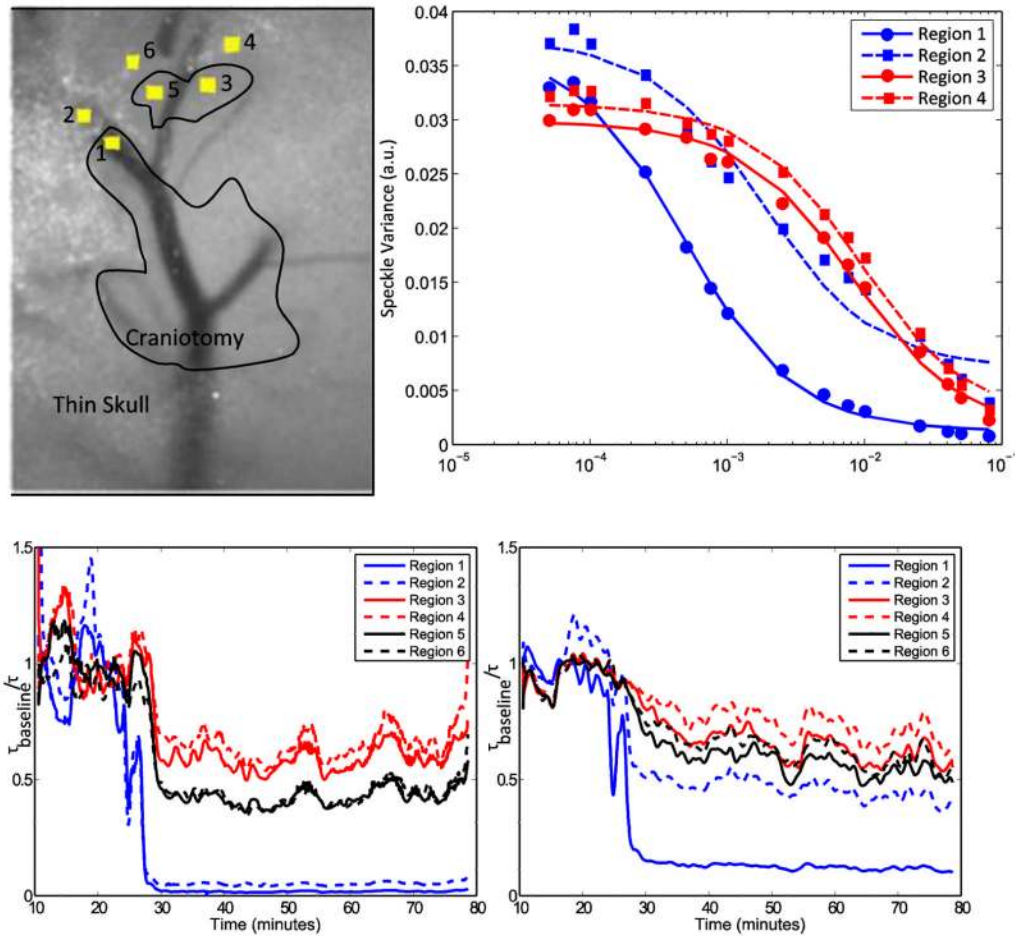 6
4
5
3
2
1
Craniotomy
Thin Skull
Speckle Variance (a.u.)
0.04
0.035
0.03
0.025
0.02
0.015
0.01
0.005
0
10⁻⁵
10⁻⁴
10⁻³
10⁻²
10⁻¹
Region 1
Region 2
Region 3
Region 4
τbaseline/τ
1.5
1
0.5
0
10
20
30
40
50
60
70
80
Time (minutes)
Region 1
Region 2
Region 3
Region 4
Region 5
Region 6
τbaseline/τ
1.5
1
0.5
0
10
20
30
40
50
60
70
80
Time (minutes)
Region 1
Region 2
Region 3
Region 4
Region 5
Region 6